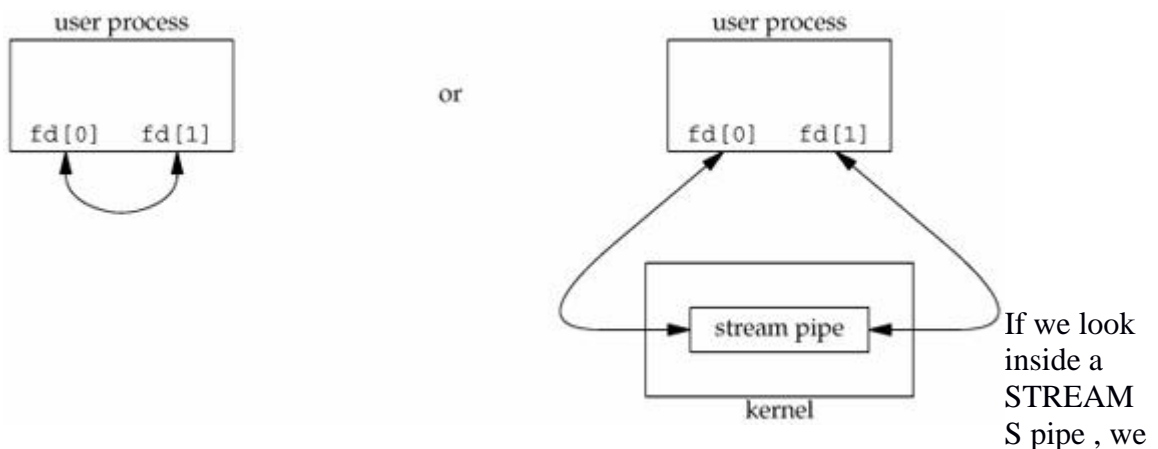 user process
user process
fd[0] fd[1]
or
fd[0] fd[1]
stream pipe
kernel
If we look
inside a
STREAM
S pipe , we